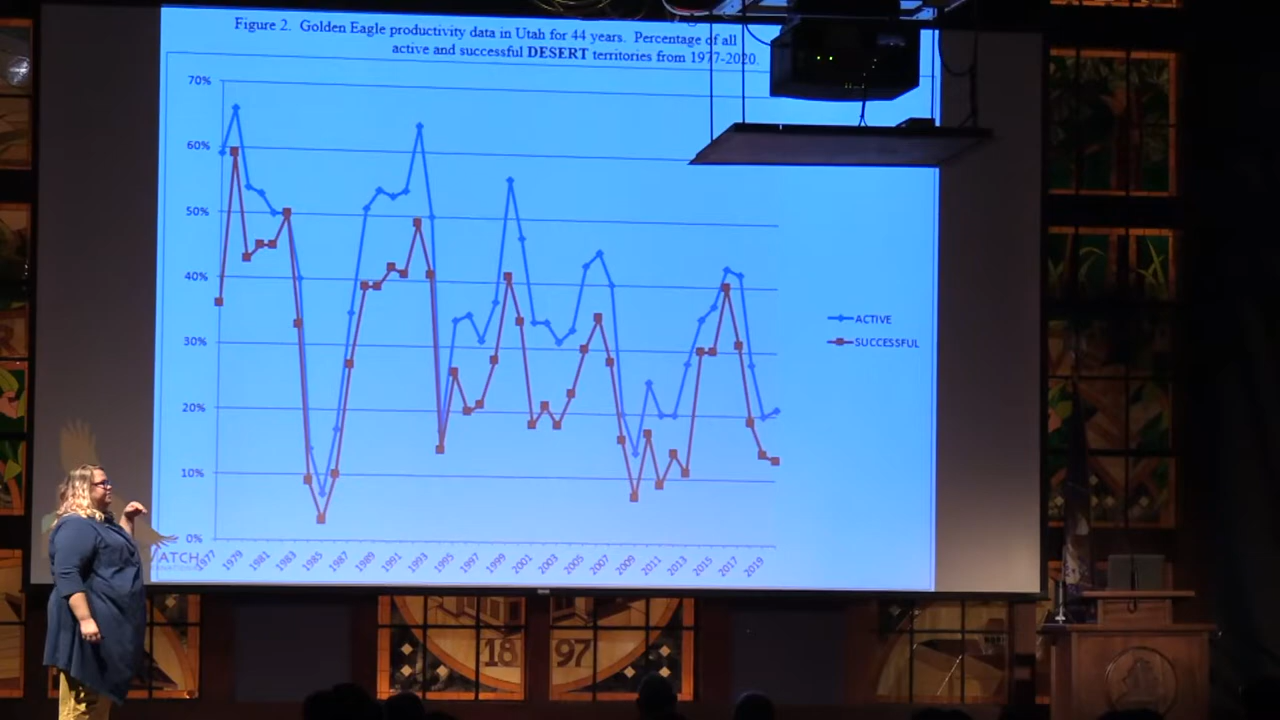 Figure 2. Golden Eagle productivity data in Utah for 44 years. Percentage of all
active and successful DESERT territories from 1977-2020.
70%
60%
50%
40%
30%
20%
10%
0%
ACTIVE
SUCCESSFUL
1977 1979 1981 1983 1985 1987 1989 1991 1993 1995 1997 1999 2001 2003 2005 2007 2009 2011 2013 2015 2017 2019
18 97